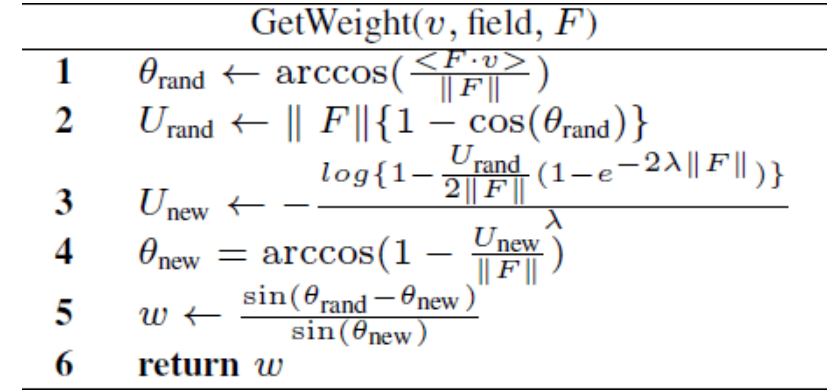 GetWeight(v, field, F)
1 θ_rand ← arccos(<F · v> / ‖F‖)
2 U_rand ← ‖ F‖{1 − cos(θ_rand)}
3 U_new ← − log{1− U_rand / 2‖F‖ (1−e^{−2λ‖F‖})} / λ
4 θ_new = arccos(1 − U_new / ‖F‖)
5 w ← sin(θ_rand−θ_new) / sin(θ_new)
6 return w